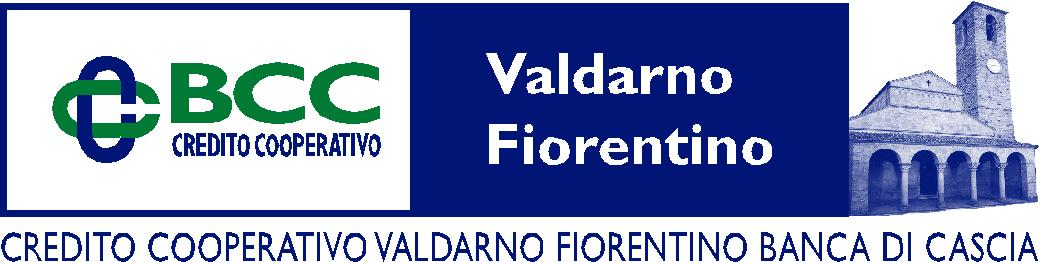 BCC
CREDITO COOPERATIVO
Valdarno
Fiorentino
CREDITO COOPERATIVO VALDARNO FIORENTINO BANCA DI CASCIA